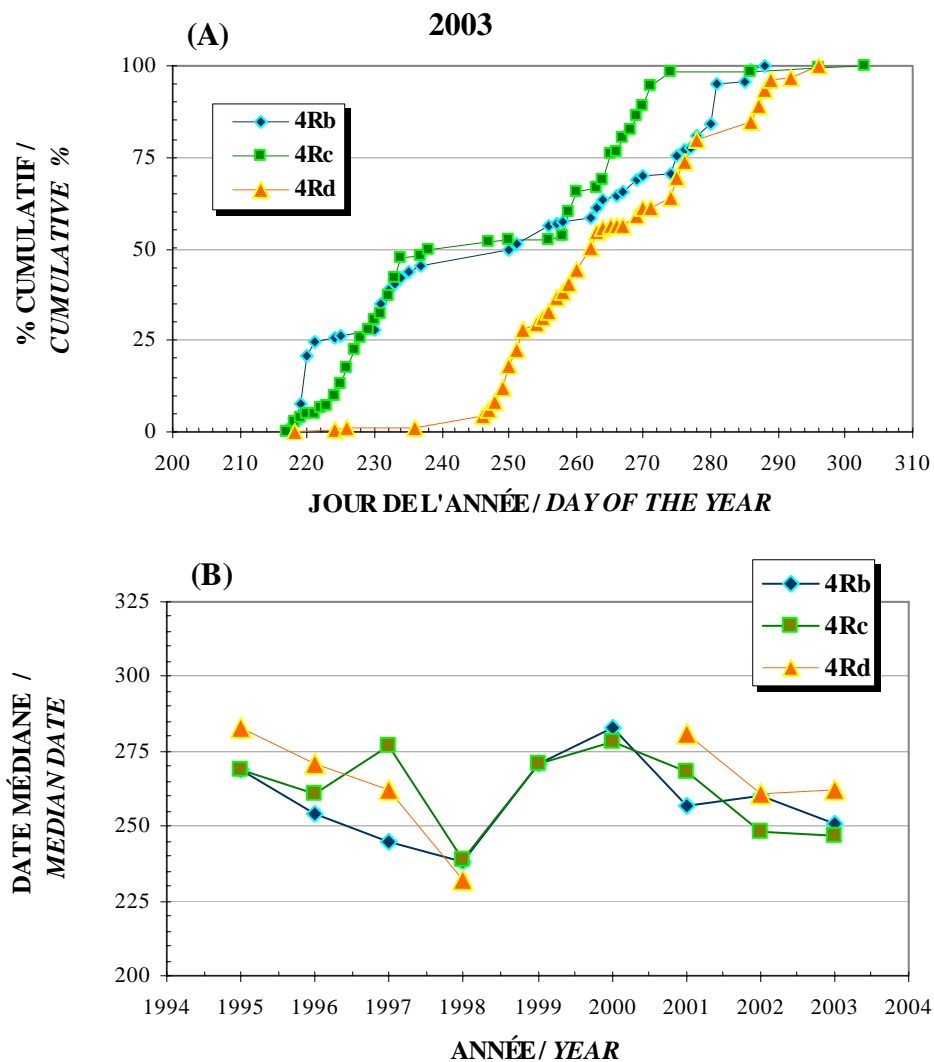 2003
(A)
100
75
50
25
0
4Rb
4Rc
4Rd
% CUMULATIF /
CUMULATIVE %
200 210 220 230 240 250 260 270 280 290 300 310
JOUR DE L'ANNÉE / DAY OF THE YEAR
(B)
4Rb
4Rc
4Rd
325
300
275
250
225
200
DATE MÉDIANE /
MEDIAN DATE
1994 1995 1996 1997 1998 1999 2000 2001 2002 2003 2004
ANNÉE / YEAR